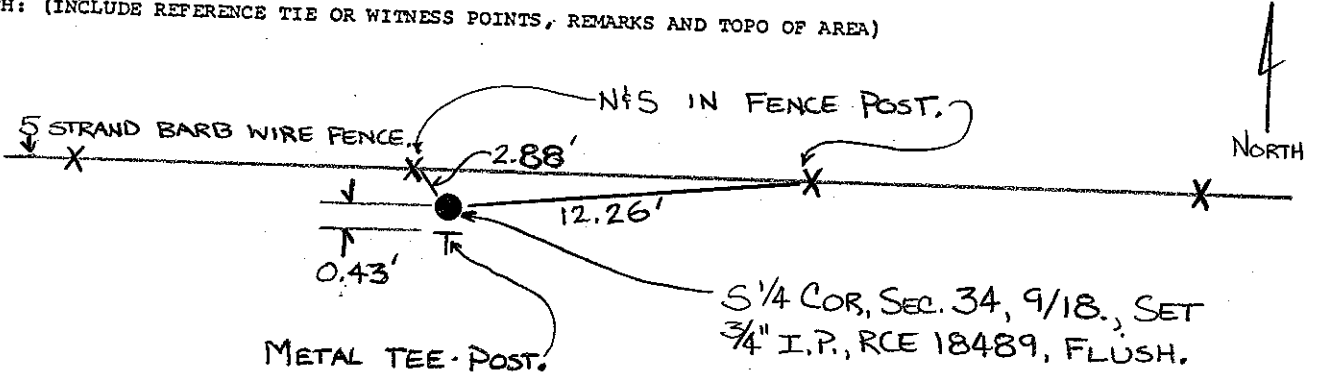 H: (INCLUDE REFERENCE TIE OR WITNESS POINTS, REMARKS AND TOPO OF AREA)
N&S IN FENCE POST.
5 STRAND BARB WIRE FENCE.
NORTH
2.88'
12.26'
0.43'
S 1/4 COR, SEC. 34, 9/18., SET
3/4" I.P., RCE 18489, FLUSH.
METAL TEE-POST.